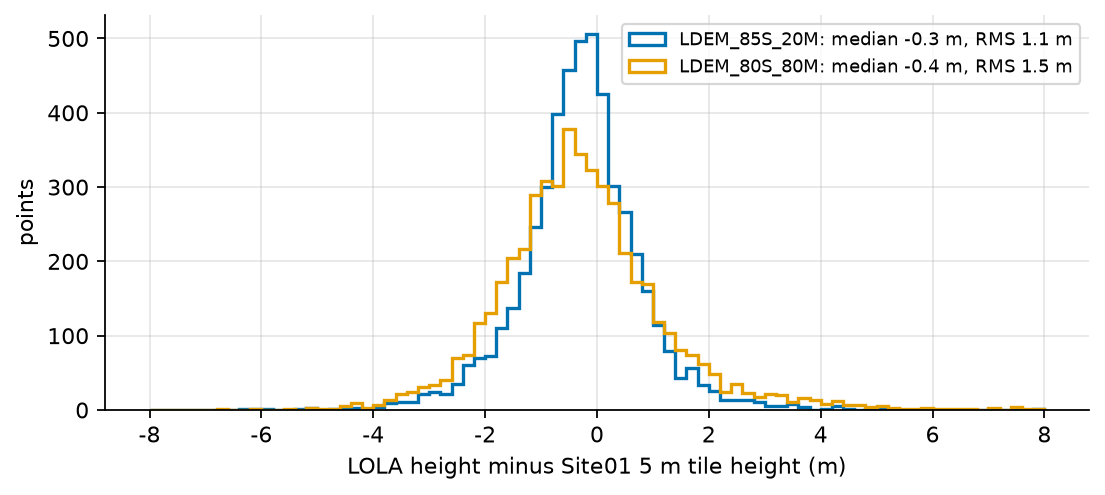 LDEM_85S_20M: median -0.3 m, RMS 1.1 m
LDEM_80S_80M: median -0.4 m, RMS 1.5 m
500
400
300
200
100
0
points
-8 -6 -4 -2 0 2 4 6 8
LOLA height minus Site01 5 m tile height (m)